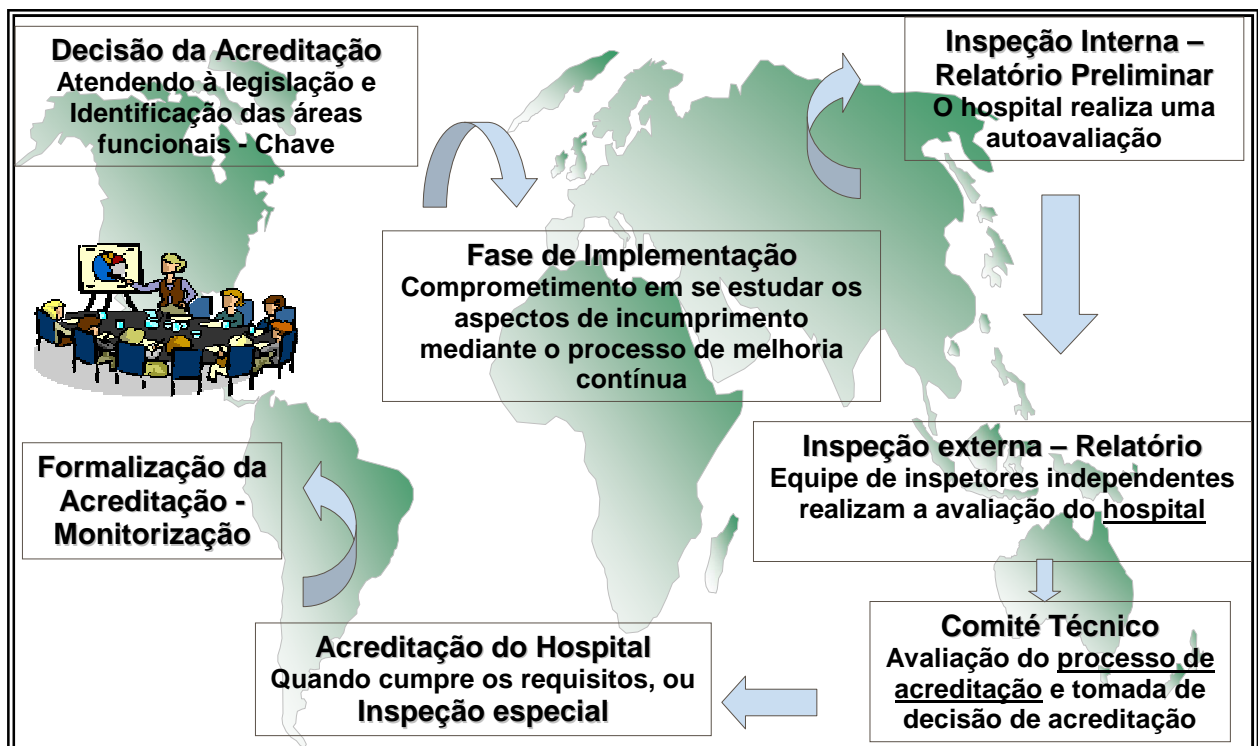 Decisão da Acreditação
Atendendo à legislação e
Identificação das áreas
funcionais - Chave
Fase de Implementação
Comprometimento em se estudar os
aspectos de incumprimento
mediante o processo de melhoria
contínua
Inspeção Interna –
Relatório Preliminar
O hospital realiza uma
autoavaliação
Inspeção externa – Relatório
Equipe de inspetores independentes
realizam a avaliação do hospital
Comité Técnico
Avaliação do processo de
acreditação e tomada de
decisão de acreditação
Acreditação do Hospital
Quando cumpre os requisitos, ou
Inspeção especial
Formalização da
Acreditação -
Monitorização